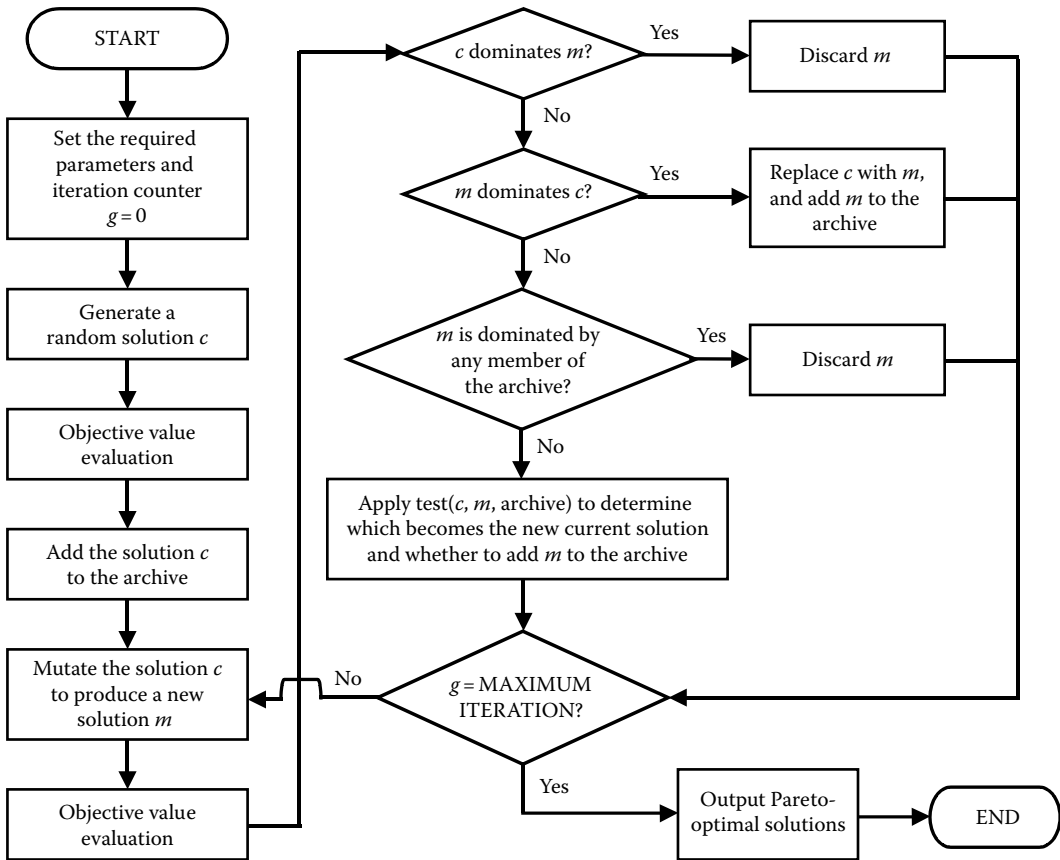 START
Set the required
parameters and
iteration counter
g = 0
Generate a
random solution c
Objective value
evaluation
Add the solution c
to the archive
Mutate the solution c
to produce a new
solution m
Objective value
evaluation
c dominates m?
Yes
Discard m
No
m dominates c?
Yes
Replace c with m,
and add m to the
archive
No
m is dominated by
any member of
the archive?
Yes
Discard m
No
Apply test(c, m, archive) to determine
which becomes the new current solution
and whether to add m to the archive
g = MAXIMUM
ITERATION?
No
Yes
Output Pareto-
optimal solutions
END